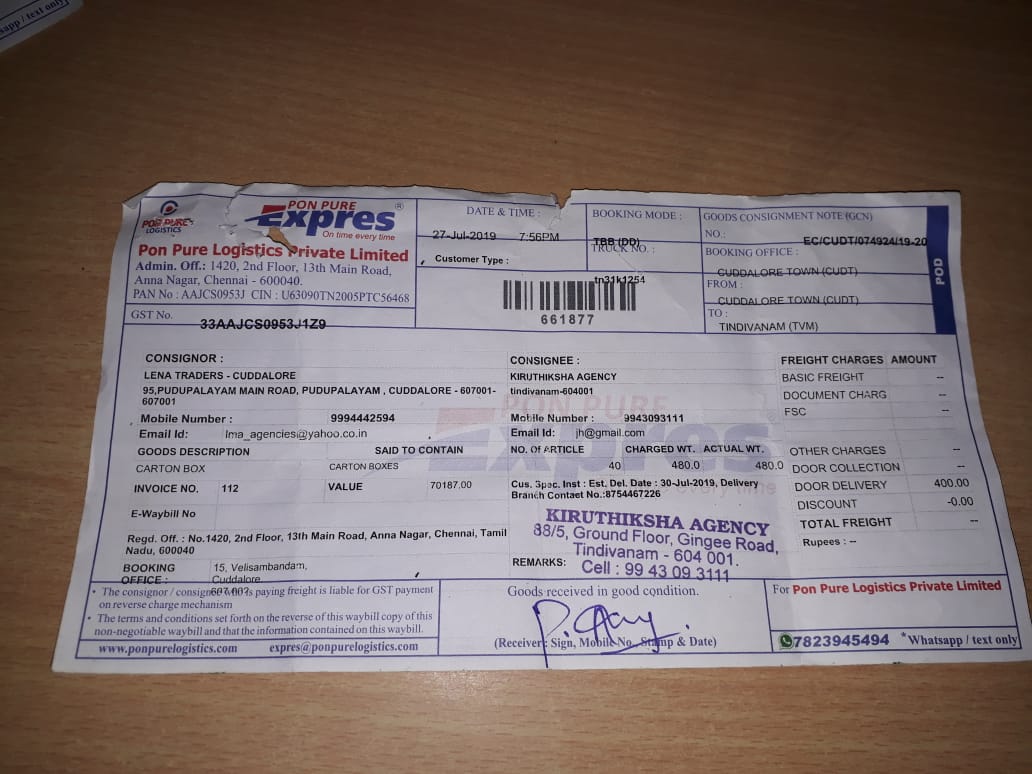 sapp / text only
PON PURE
LOGISTICS
PON PURE
Expres ®
On time every time
Pon Pure Logistics Private Limited
Admin. Off.: 1420, 2nd Floor, 13th Main Road,
Anna Nagar, Chennai - 600040.
PAN No : AAJCS0953J CIN : U63090TN2005PTC56468
GST No.
33AAJCS0953J1Z9
DATE & TIME :
27-Jul-2019 7:56PM
Customer Type :
BOOKING MODE :
TBB (DD)
TRUCK NO. :
tn31k1254
661877
GOODS CONSIGNMENT NOTE (GCN)
NO.:
EC/CUDT/074924/19-20
BOOKING OFFICE :
CUDDALORE TOWN (CUDT)
FROM :
CUDDALORE TOWN (CUDT)
TO :
TINDIVANAM (TVM)
POD
CONSIGNOR :
LENA TRADERS - CUDDALORE
95,PUDUPALAYAM MAIN ROAD, PUDUPALAYAM , CUDDALORE - 607001-
607001
Mobile Number : 9994442594
Email Id: lma_agencies@yahoo.co.in
CONSIGNEE :
KIRUTHIKSHA AGENCY
tindivanam-604001
Mobile Number : 9943093111
Email Id: jh@gmail.com
PON PURE
Expres ®
On time every time
GOODS DESCRIPTION SAID TO CONTAIN NO. Of ARTICLE CHARGED WT. ACTUAL WT.
CARTON BOX CARTON BOXES 40 480.0 480.0
INVOICE NO. 112 VALUE 70187.00
E-Waybill No
Cus. Spec. Inst : Est. Del. Date : 30-Jul-2019, Delivery
Branch Contact No.:8754467226
Regd. Off. : No.1420, 2nd Floor, 13th Main Road, Anna Nagar, Chennai, Tamil
Nadu, 600040
BOOKING
OFFICE :
15, Velisambandam,
Cuddalore
607002
REMARKS:
KIRUTHIKSHA AGENCY
88/5, Ground Floor, Gingee Road,
Tindivanam - 604 001.
Cell : 99 43 09 3111
FREIGHT CHARGES AMOUNT
BASIC FREIGHT --
DOCUMENT CHARG --
FSC --
OTHER CHARGES --
DOOR COLLECTION --
DOOR DELIVERY 400.00
DISCOUNT -0.00
TOTAL FREIGHT --
Rupees : --
• The consignor / consignee who is paying freight is liable for GST payment
on reverse charge mechanism
• The terms and conditions set forth on the reverse of this waybill copy of this
non-negotiable waybill and that the information contained on this waybill.
www.ponpurelogistics.com expres@ponpurelogistics.com
Goods received in good condition.
(Receiver: Sign, Mobile No., Stamp & Date)
For Pon Pure Logistics Private Limited
7823945494 *Whatsapp / text only